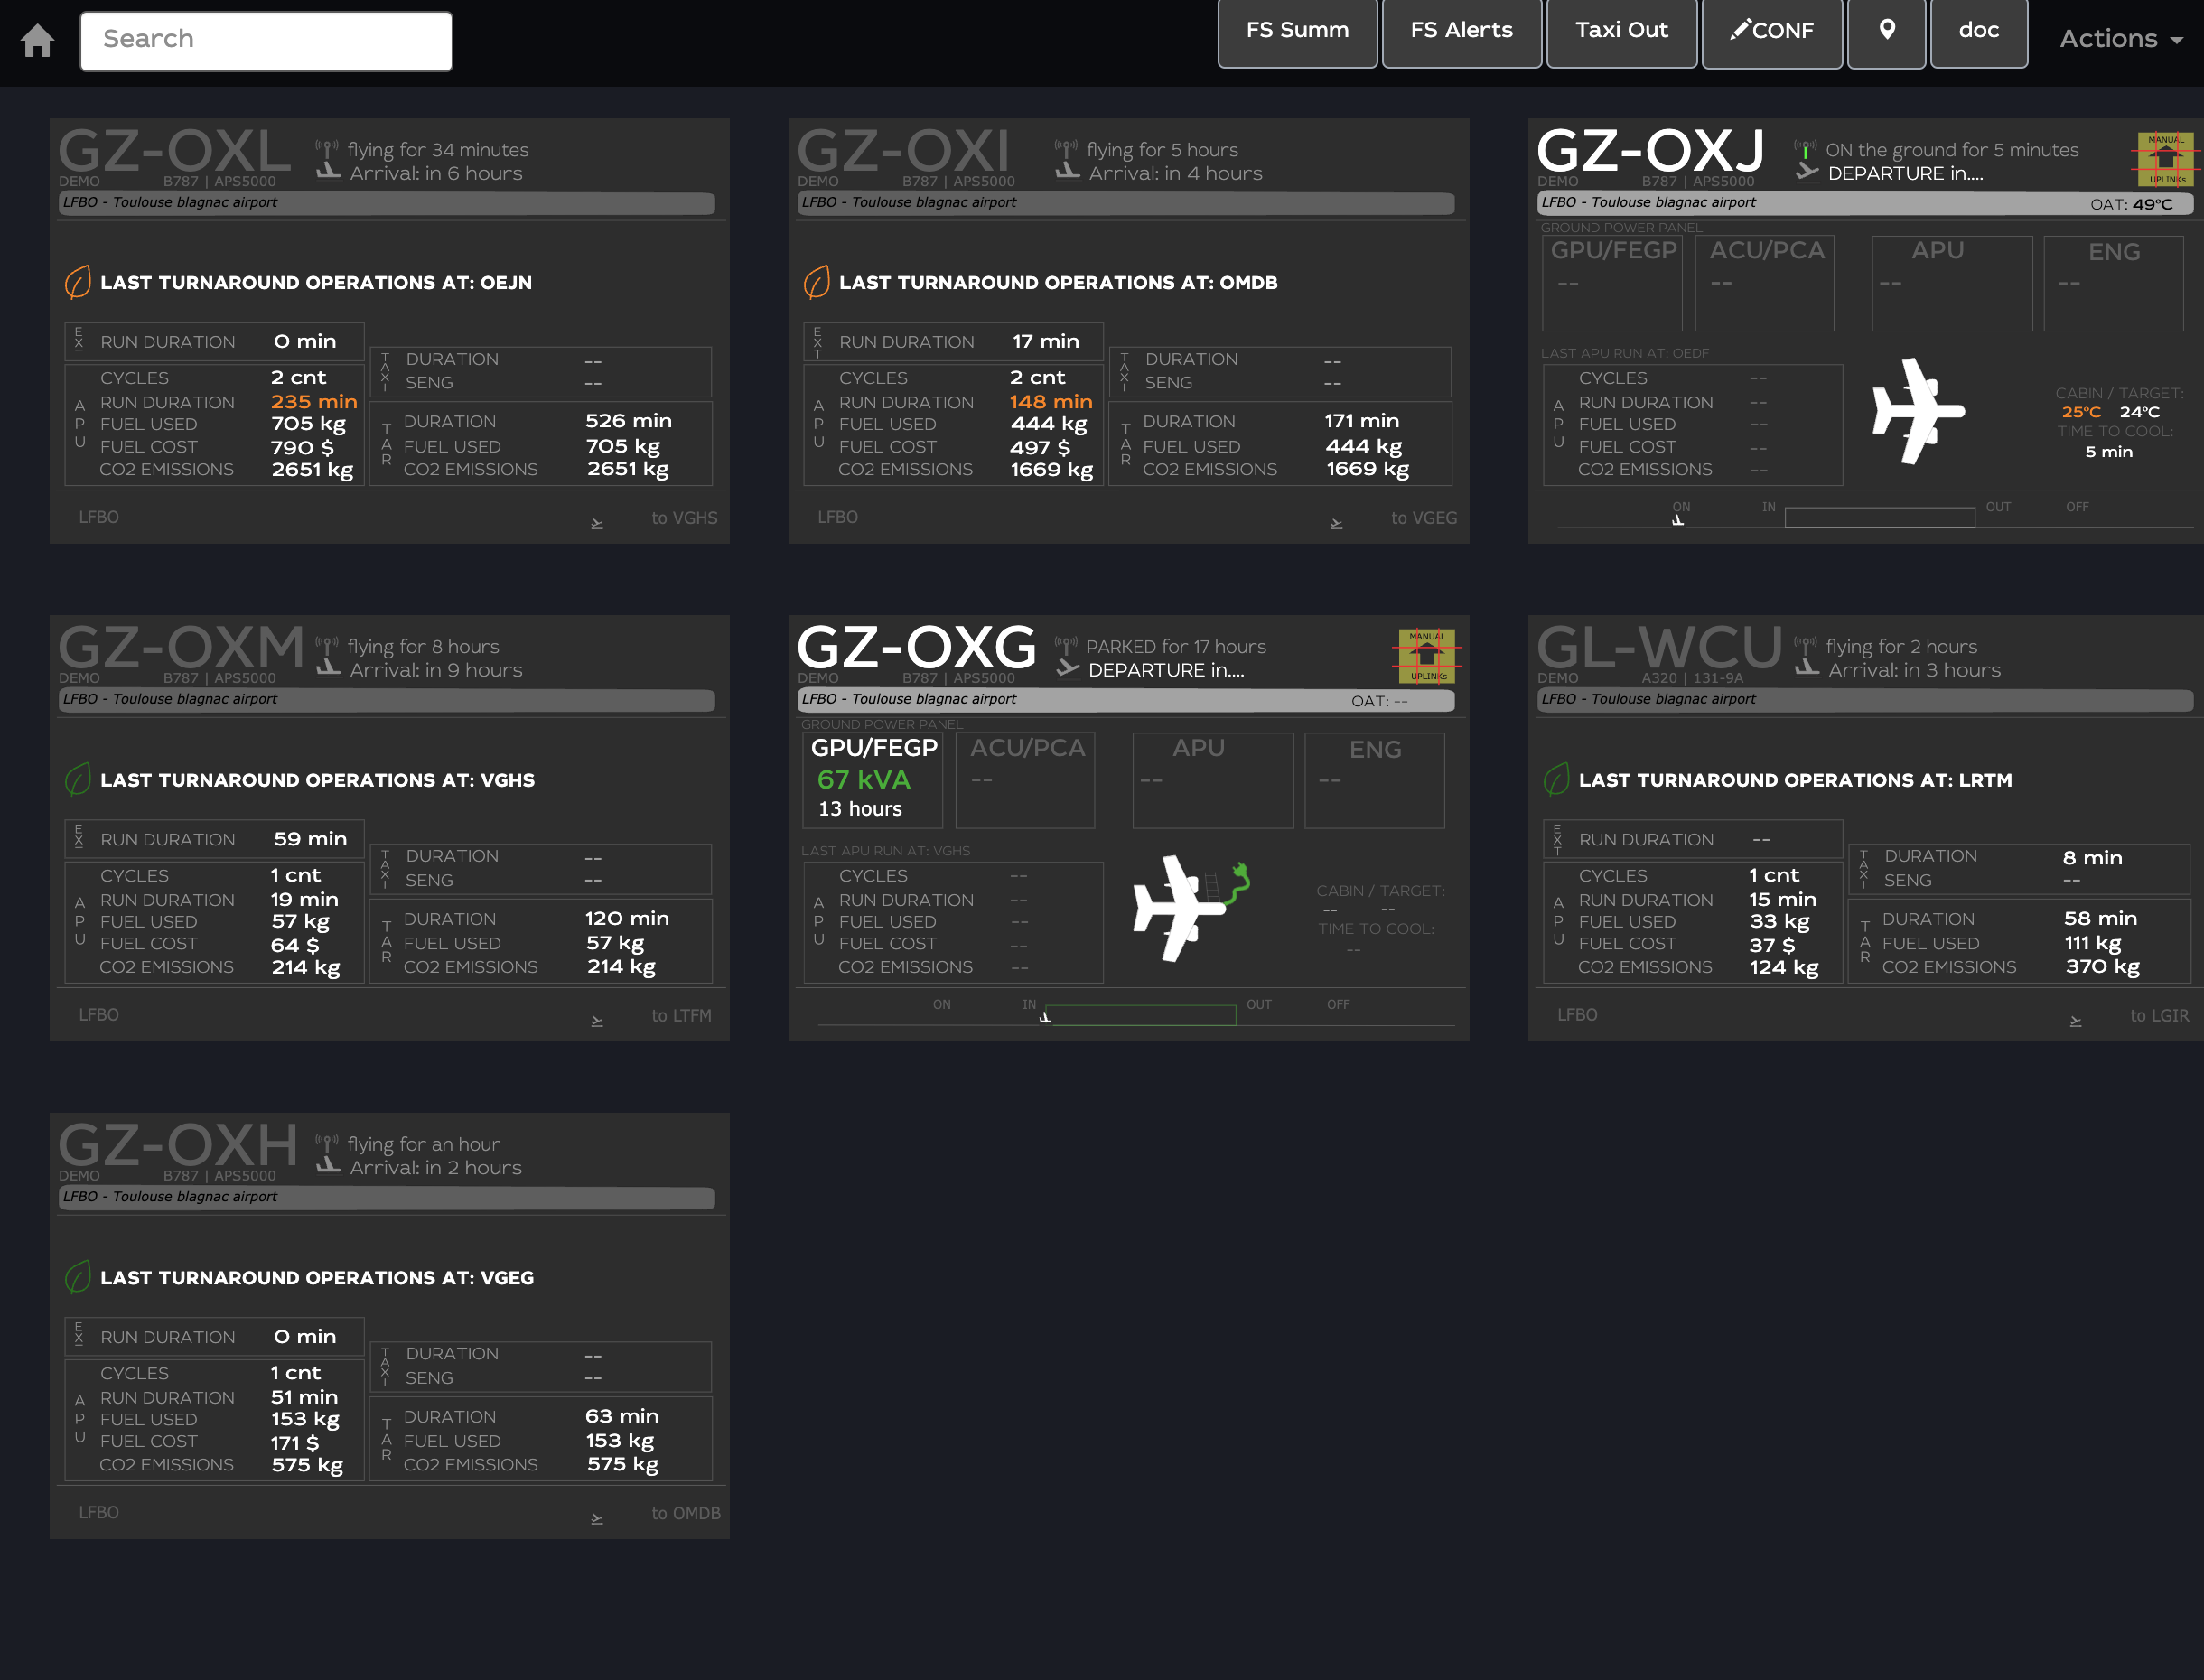 Search
FS Summ
FS Alerts
Taxi Out
CONF
doc
Actions
GZ-OXL
flying for 34 minutes
Arrival: in 6 hours
DEMO
B787 | APS5000
LFBO - Toulouse blagnac airport
LAST TURNAROUND OPERATIONS AT: OEJN
EXT
RUN DURATION 0 min
APU
CYCLES 2 cnt
RUN DURATION 235 min
FUEL USED 705 kg
FUEL COST 790 $
CO2 EMISSIONS 2651 kg
TAXI
DURATION --
SENG --
TAR
DURATION 526 min
FUEL USED 705 kg
CO2 EMISSIONS 2651 kg
LFBO
to VGHS
GZ-OXI
flying for 5 hours
Arrival: in 4 hours
DEMO
B787 | APS5000
LFBO - Toulouse blagnac airport
LAST TURNAROUND OPERATIONS AT: OMDB
EXT
RUN DURATION 17 min
APU
CYCLES 2 cnt
RUN DURATION 148 min
FUEL USED 444 kg
FUEL COST 497 $
CO2 EMISSIONS 1669 kg
TAXI
DURATION --
SENG --
TAR
DURATION 171 min
FUEL USED 444 kg
CO2 EMISSIONS 1669 kg
LFBO
to VGEG
GZ-OXJ
ON the ground for 5 minutes
DEPARTURE in....
MANUAL
UPLINKs
DEMO
B787 | APS5000
LFBO - Toulouse blagnac airport
OAT: 49°C
GROUND POWER PANEL
GPU/FEGP
--
ACU/PCA
--
APU
--
ENG
--
LAST APU RUN AT: OEDF
APU
CYCLES --
RUN DURATION --
FUEL USED --
FUEL COST --
CO2 EMISSIONS --
CABIN / TARGET:
25°C 24°C
TIME TO COOL:
5 min
ON
IN
OUT
OFF
GZ-OXM
flying for 8 hours
Arrival: in 9 hours
DEMO
B787 | APS5000
LFBO - Toulouse blagnac airport
LAST TURNAROUND OPERATIONS AT: VGHS
EXT
RUN DURATION 59 min
APU
CYCLES 1 cnt
RUN DURATION 19 min
FUEL USED 57 kg
FUEL COST 64 $
CO2 EMISSIONS 214 kg
TAXI
DURATION --
SENG --
TAR
DURATION 120 min
FUEL USED 57 kg
CO2 EMISSIONS 214 kg
LFBO
to LTFM
GZ-OXG
PARKED for 17 hours
DEPARTURE in....
MANUAL
UPLINKs
DEMO
B787 | APS5000
LFBO - Toulouse blagnac airport
OAT: --
GROUND POWER PANEL
GPU/FEGP
67 kVA
13 hours
ACU/PCA
--
APU
--
ENG
--
LAST APU RUN AT: VGHS
APU
CYCLES --
RUN DURATION --
FUEL USED --
FUEL COST --
CO2 EMISSIONS --
CABIN / TARGET:
-- --
TIME TO COOL:
--
ON
IN
OUT
OFF
GL-WCU
flying for 2 hours
Arrival: in 3 hours
DEMO
A320 | 131-9A
LFBO - Toulouse blagnac airport
LAST TURNAROUND OPERATIONS AT: LRTM
EXT
RUN DURATION --
APU
CYCLES 1 cnt
RUN DURATION 15 min
FUEL USED 33 kg
FUEL COST 37 $
CO2 EMISSIONS 124 kg
TAXI
DURATION 8 min
SENG --
TAR
DURATION 58 min
FUEL USED 111 kg
CO2 EMISSIONS 370 kg
LFBO
to LGIR
GZ-OXH
flying for an hour
Arrival: in 2 hours
DEMO
B787 | APS5000
LFBO - Toulouse blagnac airport
LAST TURNAROUND OPERATIONS AT: VGEG
EXT
RUN DURATION 0 min
APU
CYCLES 1 cnt
RUN DURATION 51 min
FUEL USED 153 kg
FUEL COST 171 $
CO2 EMISSIONS 575 kg
TAXI
DURATION --
SENG --
TAR
DURATION 63 min
FUEL USED 153 kg
CO2 EMISSIONS 575 kg
LFBO
to OMDB